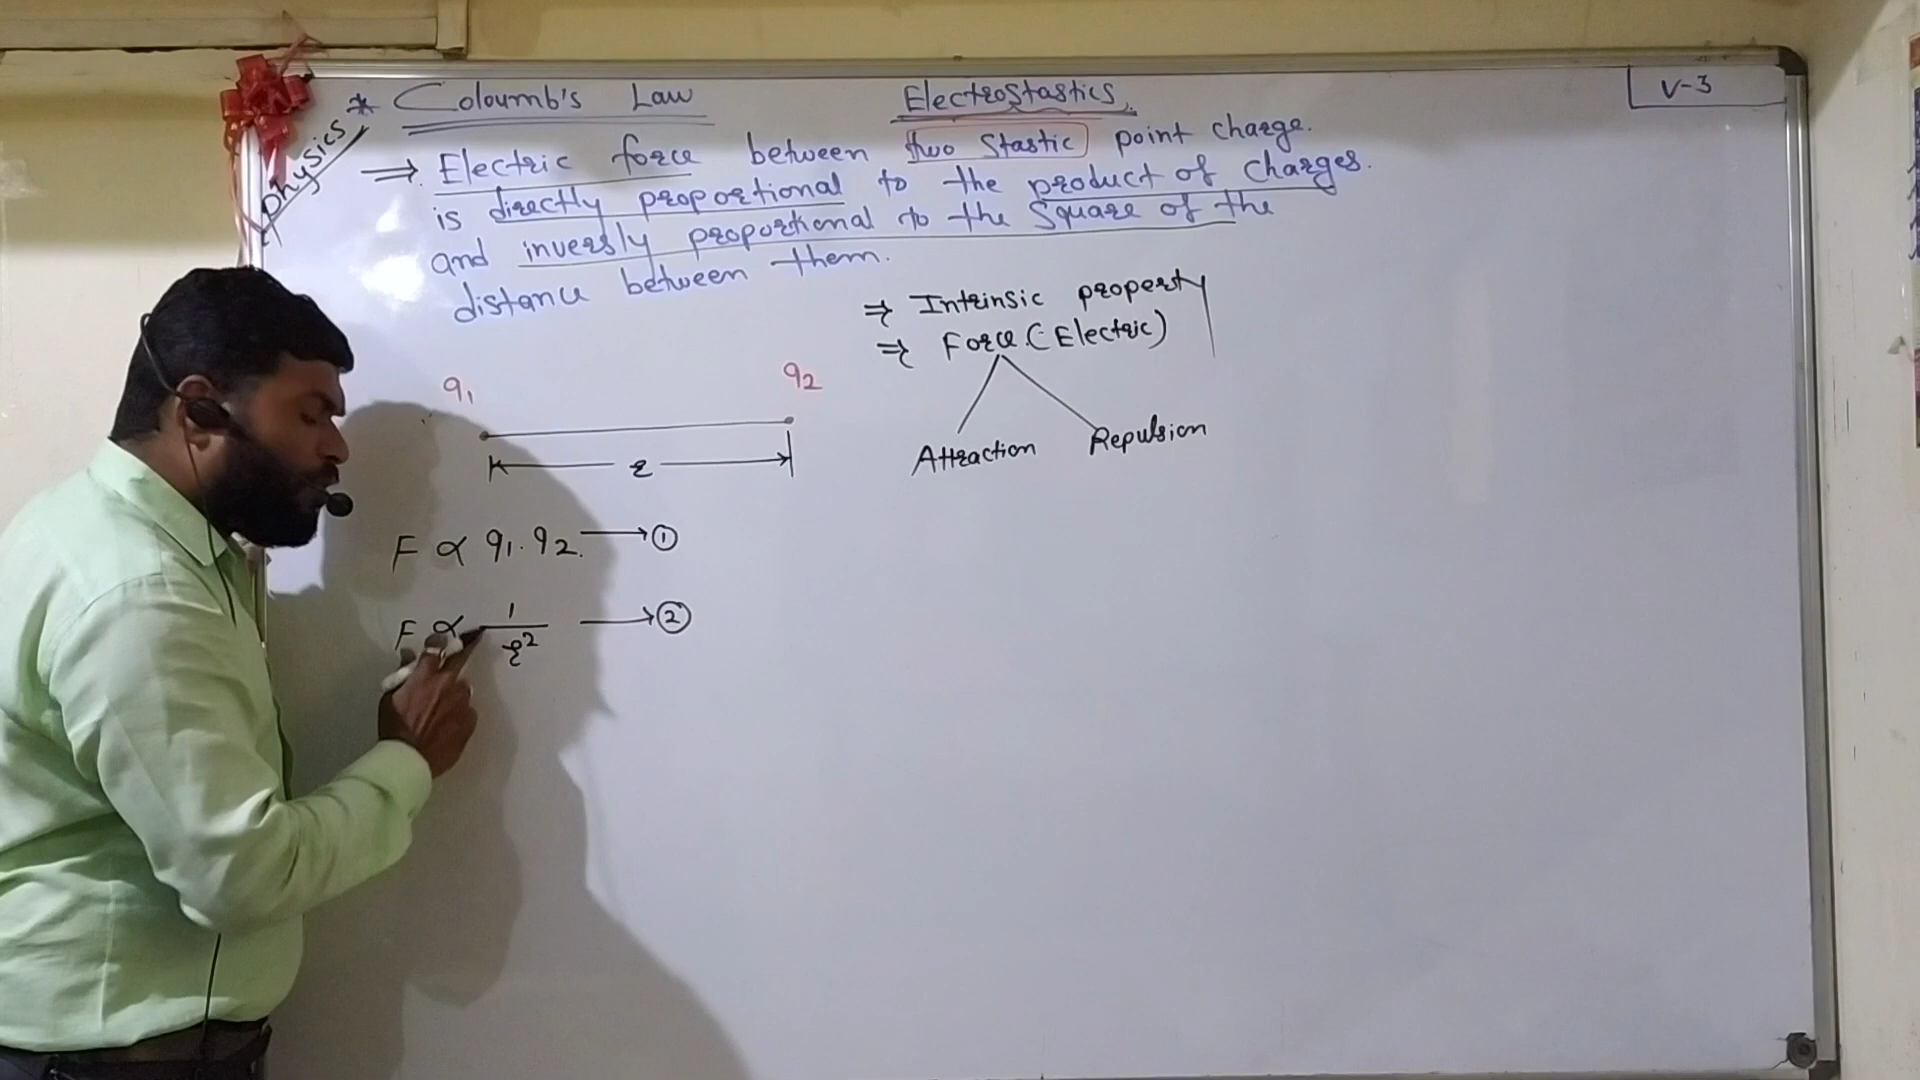 * Coloumb's Law
Electrostastics
V-3
physics
⇒ Electric force between two Stastic point charge.
is directly proportional to the product of charges.
and inversly proportional to the square of the
distance between them.
⇒ Intrinsic property
⇒ Force (Electric)
Attraction Repulsion
q₁ q₂
r
F ∝ q₁.q₂. → ①
F ∝ 1/r² → ②